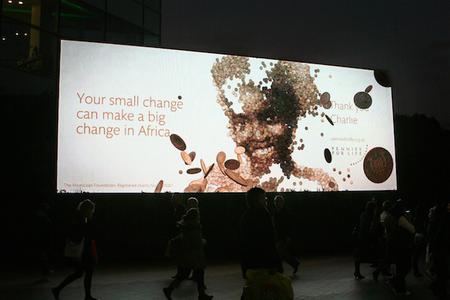 Your small change
can make a big
change in Africa
Thank you
Charlie
PENNIES
FOR LIFE